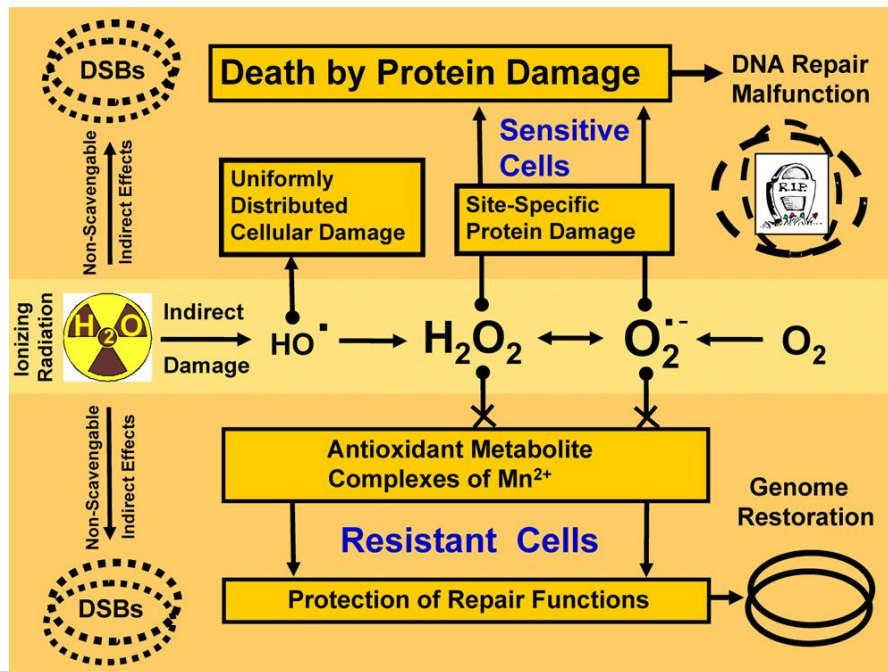 DSBs
Death by Protein Damage
DNA Repair
Malfunction
Sensitive
Cells
Non-Scavengable
Indirect Effects
Uniformly
Distributed
Cellular Damage
Site-Specific
Protein Damage
R.I.P.
Ionizing
Radiation
H2O
Indirect
Damage
HO˙
H₂O₂
O₂˙⁻
O₂
Non-Scavengable
Indirect Effects
Antioxidant Metabolite
Complexes of Mn²⁺
Resistant Cells
Genome
Restoration
DSBs
Protection of Repair Functions